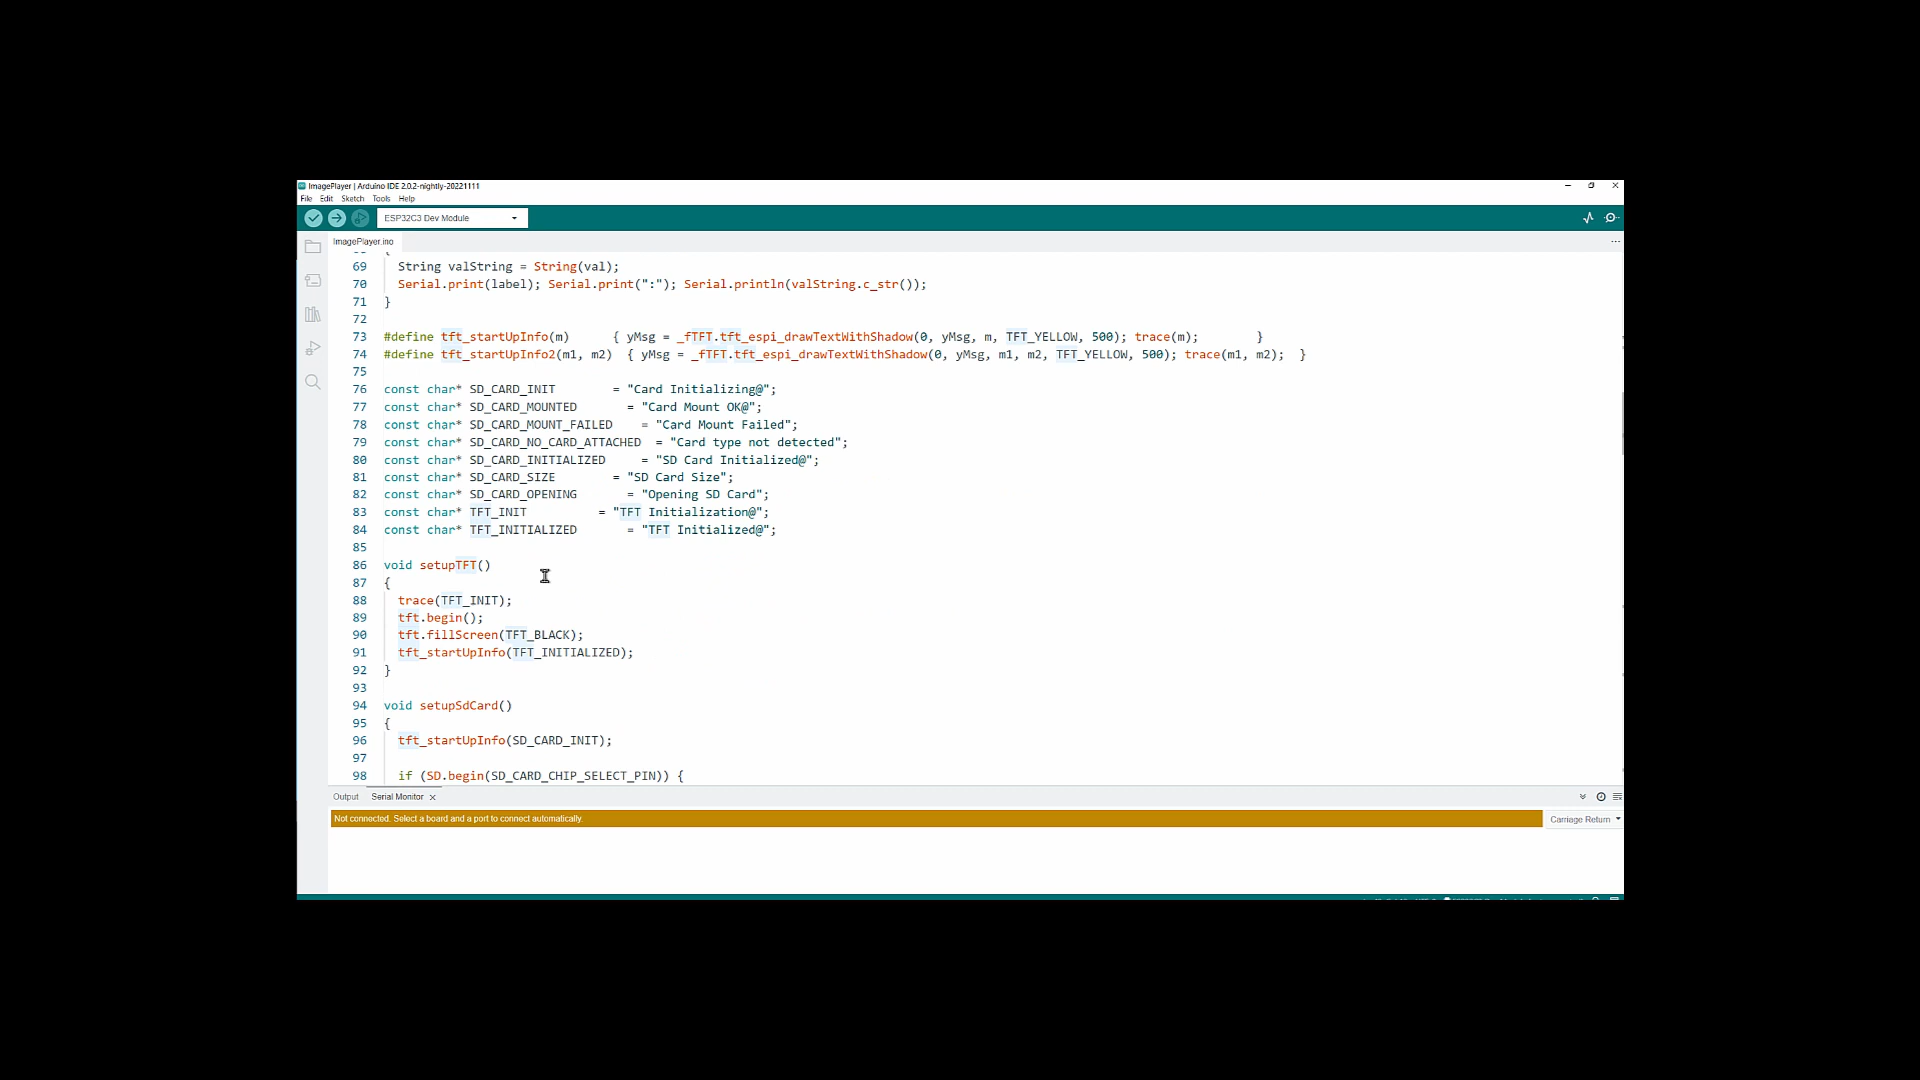 ImagePlayer | Arduino IDE 2.0.2-nightly-20221111
File Edit Sketch Tools Help
ESP32C3 Dev Module
ImagePlayer.ino
69 String valString = String(val);
70 Serial.print(label); Serial.print(":"); Serial.println(valString.c_str());
71 }
72
73 #define tft_startUpInfo(m) { yMsg = _fTFT.tft_espi_drawTextWithShadow(0, yMsg, m, TFT_YELLOW, 500); trace(m); }
74 #define tft_startUpInfo2(m1, m2) { yMsg = _fTFT.tft_espi_drawTextWithShadow(0, yMsg, m1, m2, TFT_YELLOW, 500); trace(m1, m2); }
75
76 const char* SD_CARD_INIT = "Card Initializing@";
77 const char* SD_CARD_MOUNTED = "Card Mount OK@";
78 const char* SD_CARD_MOUNT_FAILED = "Card Mount Failed";
79 const char* SD_CARD_NO_CARD_ATTACHED = "Card type not detected";
80 const char* SD_CARD_INITIALIZED = "SD Card Initialized@";
81 const char* SD_CARD_SIZE = "SD Card Size";
82 const char* SD_CARD_OPENING = "Opening SD Card";
83 const char* TFT_INIT = "TFT Initialization@";
84 const char* TFT_INITIALIZED = "TFT Initialized@";
85
86 void setupTFT()
87 {
88 trace(TFT_INIT);
89 tft.begin();
90 tft.fillScreen(TFT_BLACK);
91 tft_startUpInfo(TFT_INITIALIZED);
92 }
93
94 void setupSdCard()
95 {
96 tft_startUpInfo(SD_CARD_INIT);
97
98 if (SD.begin(SD_CARD_CHIP_SELECT_PIN)) {
Output Serial Monitor
Not connected. Select a board and a port to connect automatically.
Carriage Return